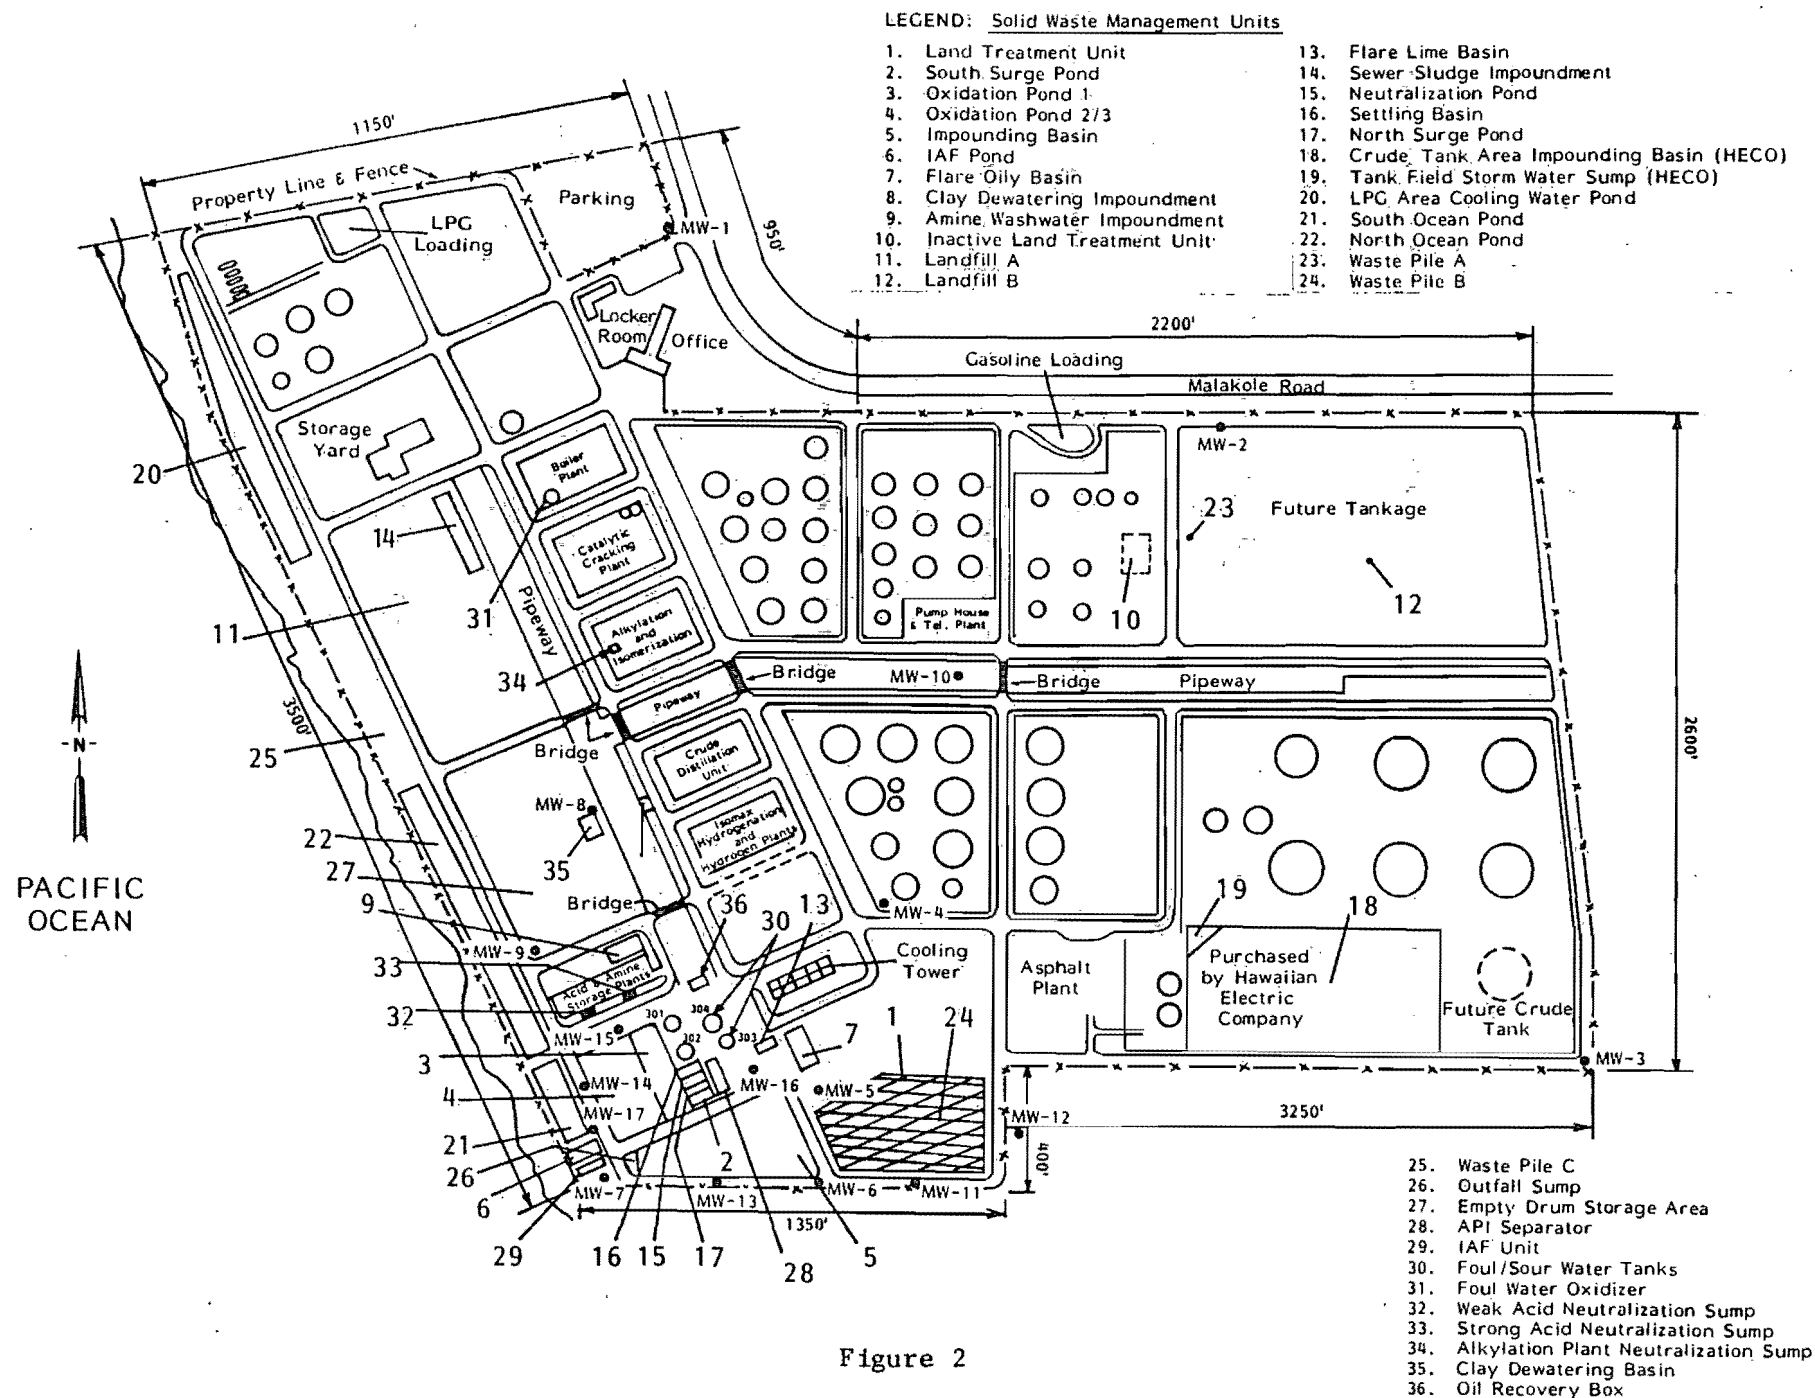 LEGEND: Solid Waste Management Units
1. Land Treatment Unit
2. South Surge Pond
3. Oxidation Pond 1
4. Oxidation Pond 2/3
5. Impounding Basin
6. IAF Pond
7. Flare Oily Basin
8. Clay Dewatering Impoundment
9. Amine Washwater Impoundment
10. Inactive Land Treatment Unit
11. Landfill A
12. Landfill B
13. Flare Lime Basin
14. Sewer Sludge Impoundment
15. Neutralization Pond
16. Settling Basin
17. North Surge Pond
18. Crude Tank Area Impounding Basin (HECO)
19. Tank Field Storm Water Sump (HECO)
20. LPG Area Cooling Water Pond
21. South Ocean Pond
22. North Ocean Pond
23. Waste Pile A
24. Waste Pile B
1150'
Property Line & Fence
Parking
LPG
Loading
MW-1
950'
Locker
Room
Office
2200'
Gasoline Loading
Malakole Road
MW-2
Storage
Yard
20
Boiler
Plant
14
Catalytic
Cracking
Plant
23
Future Tankage
31
Pipeway
10
12
11
Alkylation
and
Isomerization
Pump House
& Tel. Plant
34
Bridge
MW-10
Bridge
Pipeway
Pipeway
3500'
-N-
25
Bridge
Crude
Distillation
Unit
2600'
MW-8
Isomax
Hydrogenation
and
Hydrogen Plants
22
35
27
PACIFIC
OCEAN
9
Bridge
36
30
13
MW-4
19
18
MW-9
33
Acid & Amine
Storage Plants
Cooling
Tower
Asphalt
Plant
Purchased
by Hawaiian
Electric
Company
Future Crude
Tank
32
301
304
302
303
MW-15
3
7
1
24
MW-3
MW-14
MW-16
MW-5
4
MW-17
MW-12
3250'
400'
21
26
2
6
MW-7
MW-13
MW-6
MW-11
1350'
29
16
15
17
28
5
25. Waste Pile C
26. Outfall Sump
27. Empty Drum Storage Area
28. API Separator
29. IAF Unit
30. Foul/Sour Water Tanks
31. Foul Water Oxidizer
32. Weak Acid Neutralization Sump
33. Strong Acid Neutralization Sump
34. Alkylation Plant Neutralization Sump
35. Clay Dewatering Basin
36. Oil Recovery Box
Figure 2